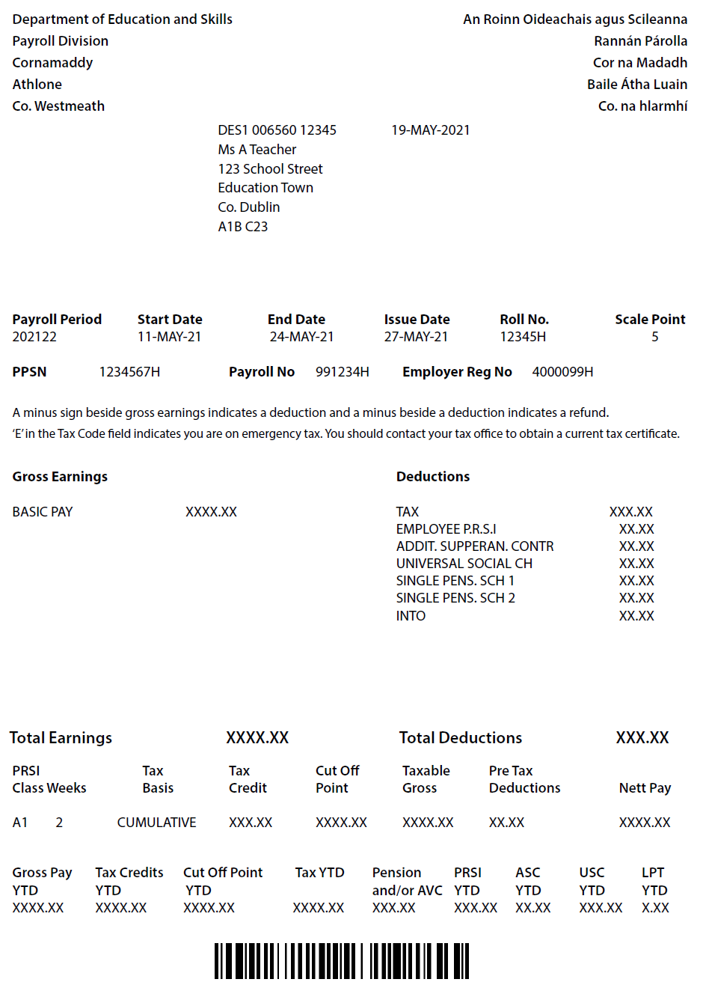 Department of Education and Skills An Roinn Oideachais agus Scileanna
Payroll Division Rannán Párolla
Cornamaddy Cor na Madadh
Athlone Baile Átha Luain
Co. Westmeath Co. na hIarmhí
DES1 006560 12345 19-MAY-2021
Ms A Teacher
123 School Street
Education Town
Co. Dublin
A1B C23
Payroll Period Start Date End Date Issue Date Roll No. Scale Point
202122 11-MAY-21 24-MAY-21 27-MAY-21 12345H 5
PPSN 1234567H Payroll No 991234H Employer Reg No 4000099H
A minus sign beside gross earnings indicates a deduction and a minus beside a deduction indicates a refund.
‘E’ in the Tax Code field indicates you are on emergency tax. You should contact your tax office to obtain a current tax certificate.
Gross Earnings Deductions
BASIC PAY XXXX.XX TAX XXX.XX
EMPLOYEE P.R.S.I XX.XX
ADDIT. SUPPERAN. CONTR XX.XX
UNIVERSAL SOCIAL CH XX.XX
SINGLE PENS. SCH 1 XX.XX
SINGLE PENS. SCH 2 XX.XX
INTO XX.XX
Total Earnings XXXX.XX Total Deductions XXX.XX
PRSI Tax Tax Cut Off Taxable Pre Tax
Class Weeks Basis Credit Point Gross Deductions Nett Pay
A1 2 CUMULATIVE XXX.XX XXXX.XX XXXX.XX XX.XX XXXX.XX
Gross Pay Tax Credits Cut Off Point Tax YTD Pension PRSI ASC USC LPT
YTD YTD YTD and/or AVC YTD YTD YTD YTD
XXXX.XX XXXX.XX XXXX.XX XXXX.XX XXX.XX XXX.XX XX.XX XXX.XX X.XX